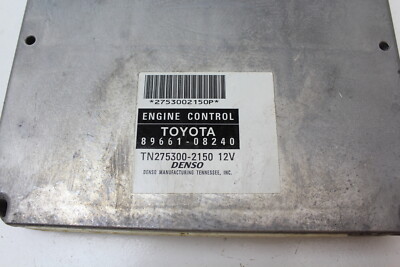 *2753002150P*
ENGINE CONTROL
TOYOTA
89661-08240
TN275300-2150 12V
DENSO
DENSO MANUFACTURING TENNESSEE, INC.